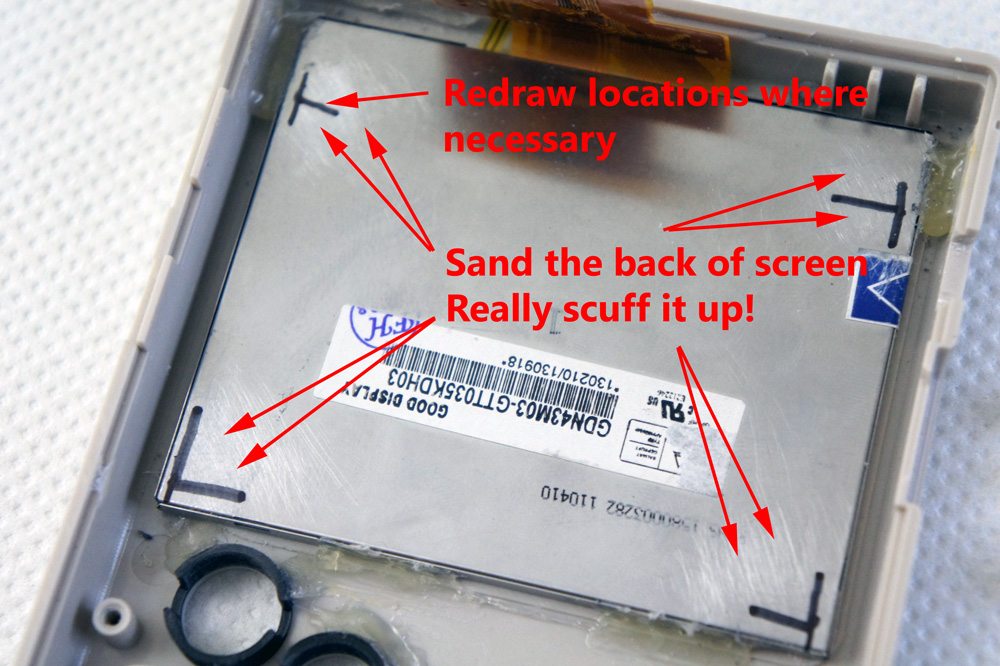 Redraw locations where
necessary
Sand the back of screen
Really scuff it up!
GOOD DISPLAY
GDN43M03-GTT035KDH03
*130210/130918*
110410